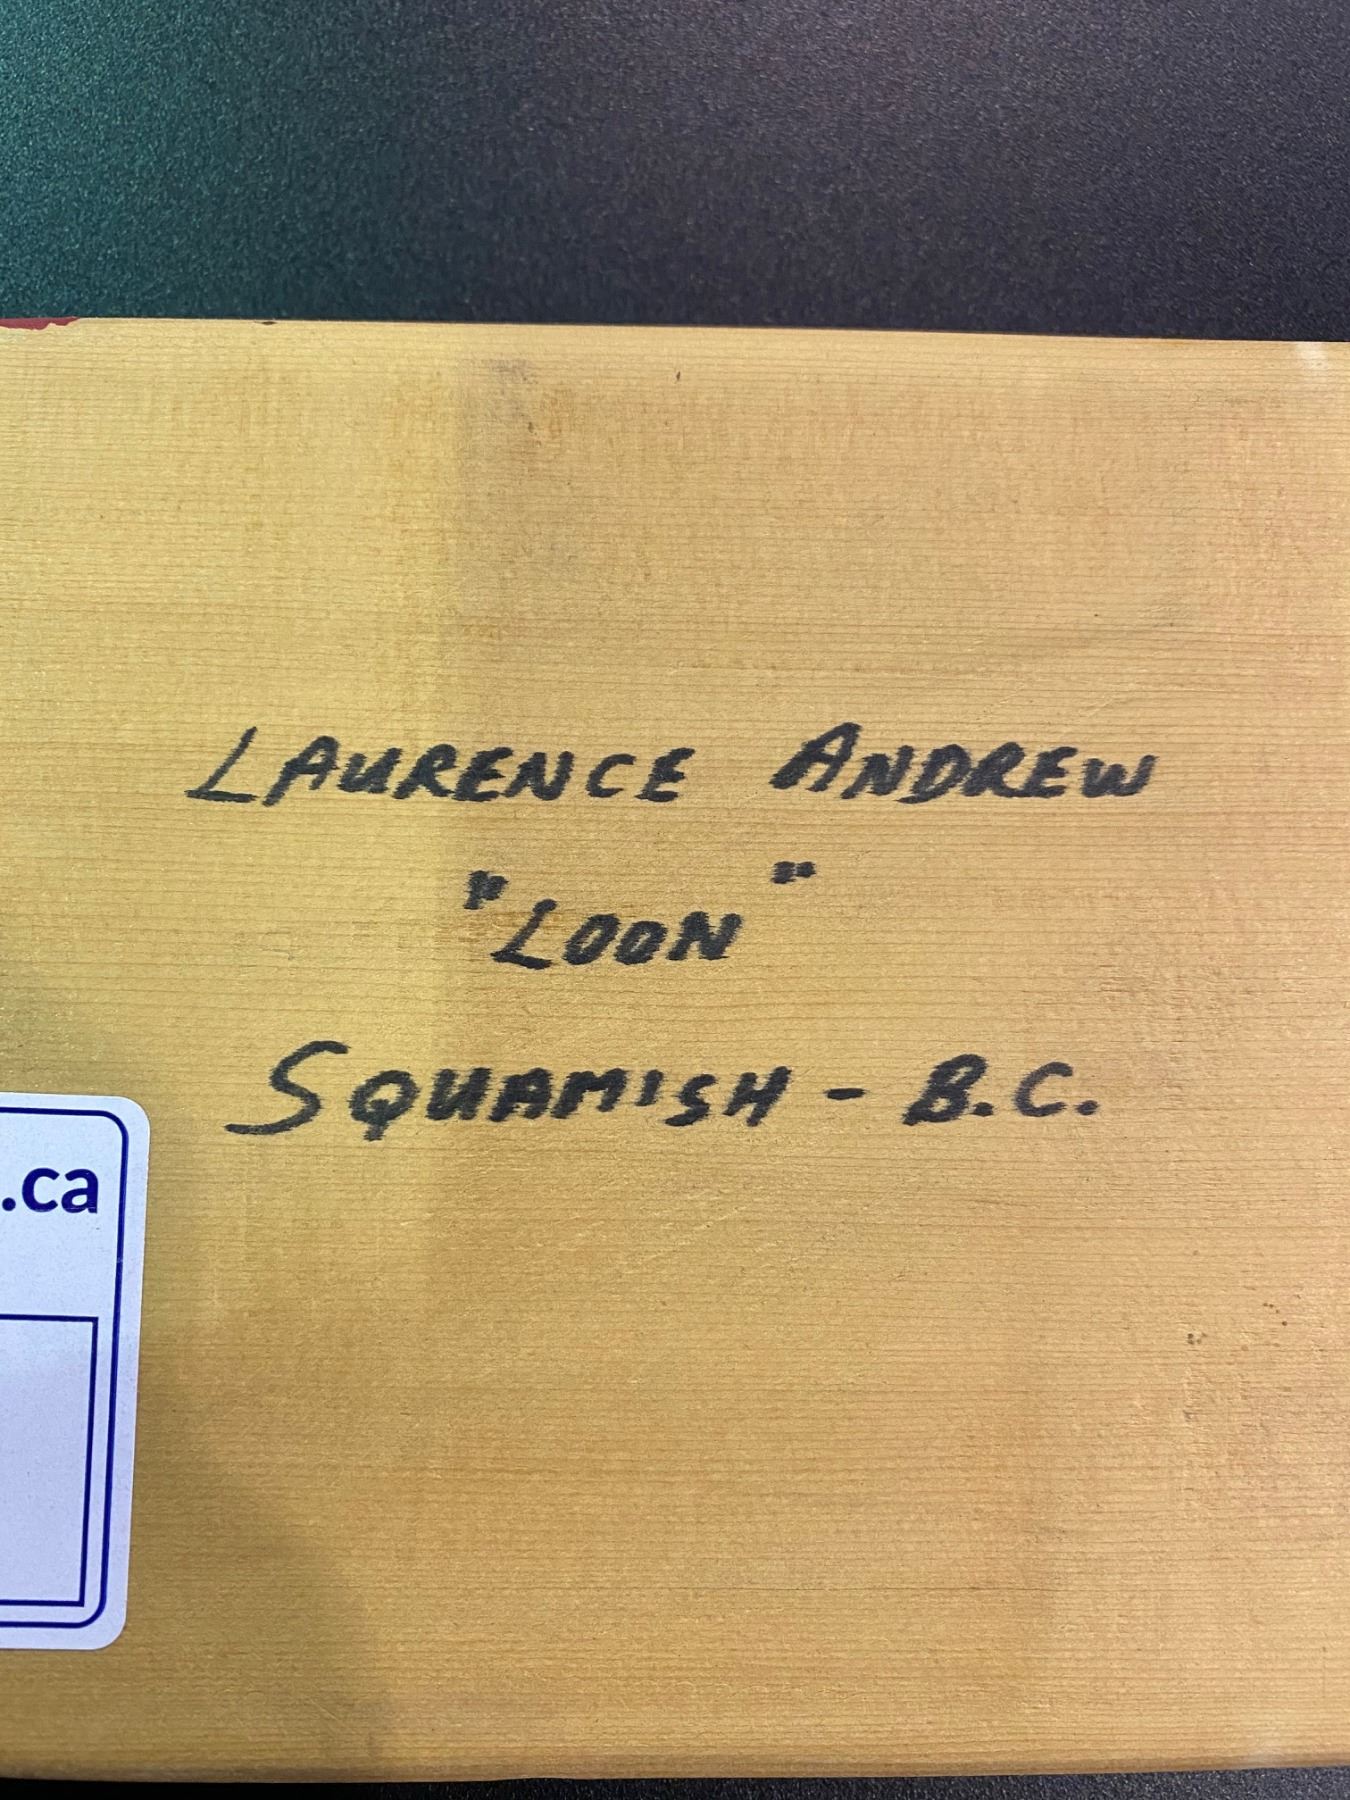 LAURENCE ANDREW
"LOON"
SQUAMISH - B.C.
.ca